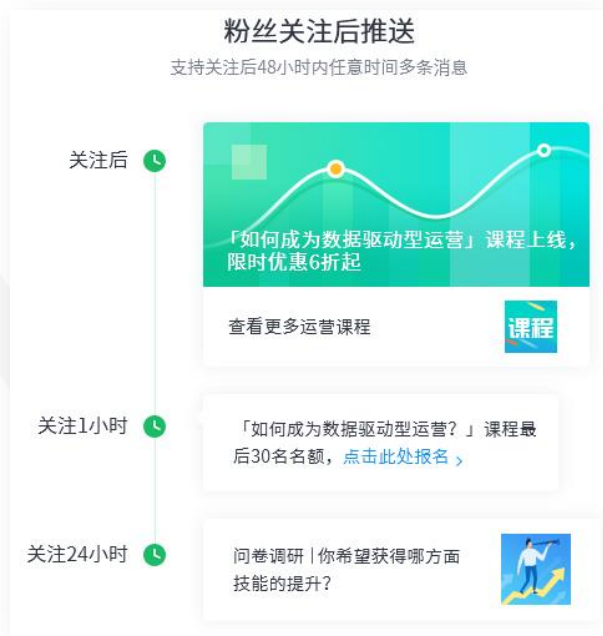 粉丝关注后推送
支持关注后48小时内任意时间多条消息
关注后
「如何成为数据驱动型运营」课程上线，
限时优惠6折起
查看更多运营课程
课程
关注1小时
「如何成为数据驱动型运营？」课程最
后30名名额，点击此处报名 >
关注24小时
问卷调研 | 你希望获得哪方面
技能的提升？